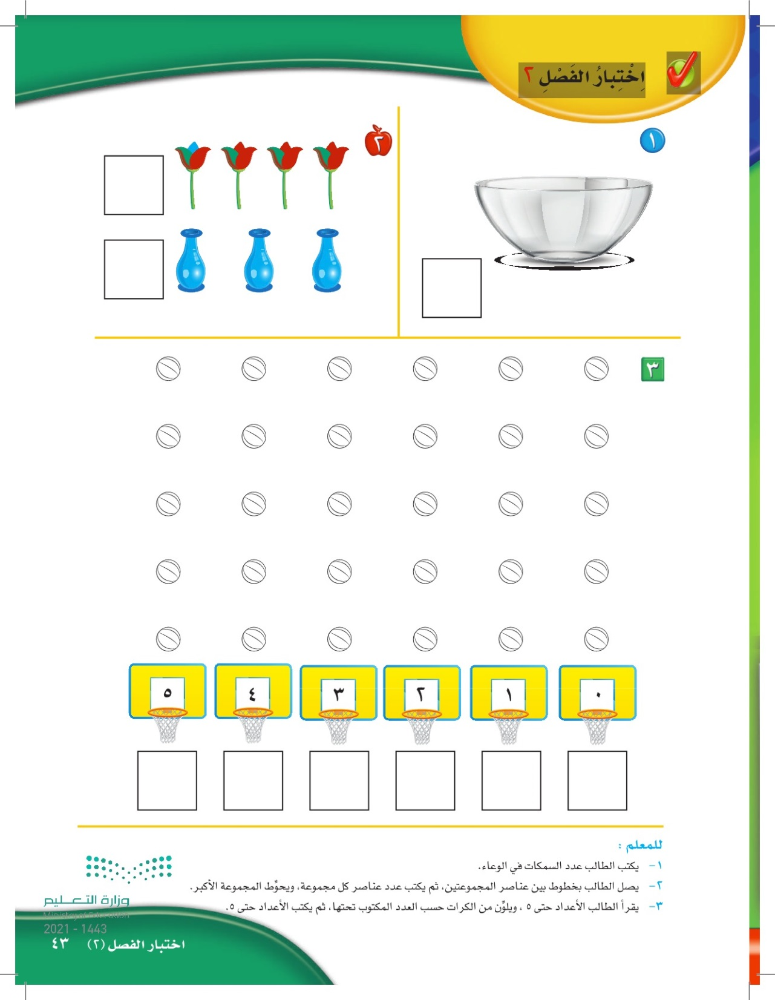 اِخْتِبارُ الفَصْلِ ٢
١
٢
٣
٠ ١ ٢ ٣ ٤ ٥
للمعلم :
١- يكتب الطالب عدد السمكات في الوعاء.
٢- يصل الطالب بخطوط بين عناصر المجموعتين، ثم يكتب عدد عناصر كل مجموعة، ويحوِّط المجموعة الأكبر.
٣- يقرأ الطالب الأعداد حتى ٥ ، ويلوِّن من الكرات حسب العدد المكتوب تحتها، ثم يكتب الأعداد حتى ٥.
وزارة التعليم
Ministry of Education
2021 - 1443
اختبار الفصل (٢) ٤٣